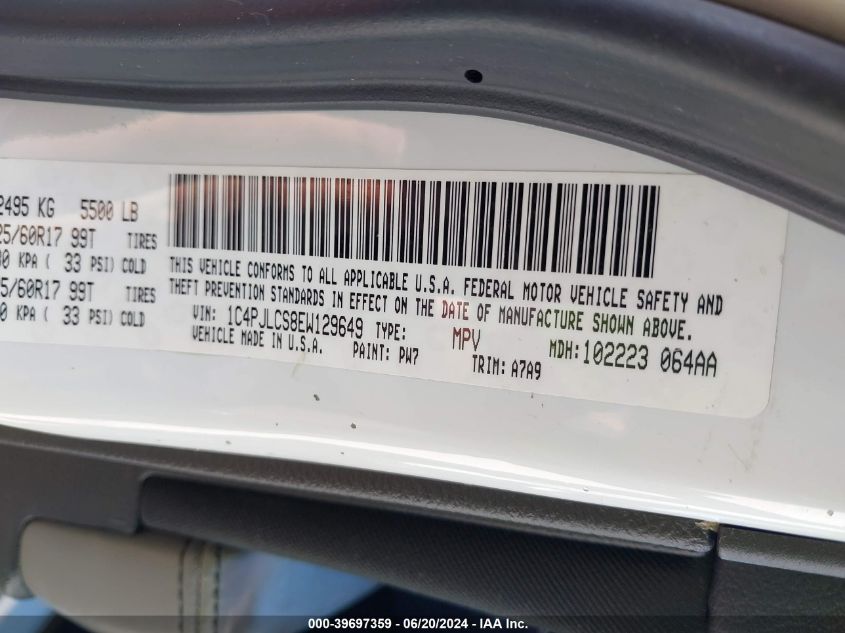 2495 KG 5500 LB
25/60R17 99T TIRES
0 KPA ( 33 PSI) COLD
5/60R17 99T TIRES
0 KPA ( 33 PSI) COLD
THIS VEHICLE CONFORMS TO ALL APPLICABLE U.S.A. FEDERAL MOTOR VEHICLE SAFETY AND
THEFT PREVENTION STANDARDS IN EFFECT ON THE DATE OF MANUFACTURE SHOWN ABOVE.
VIN: 1C4PJLCS8EW129649 TYPE: MPV MDH:102223 064AA
VEHICLE MADE IN U.S.A. PAINT: PW7 TRIM: A7A9
000-39697359 - 06/20/2024 - IAA Inc.